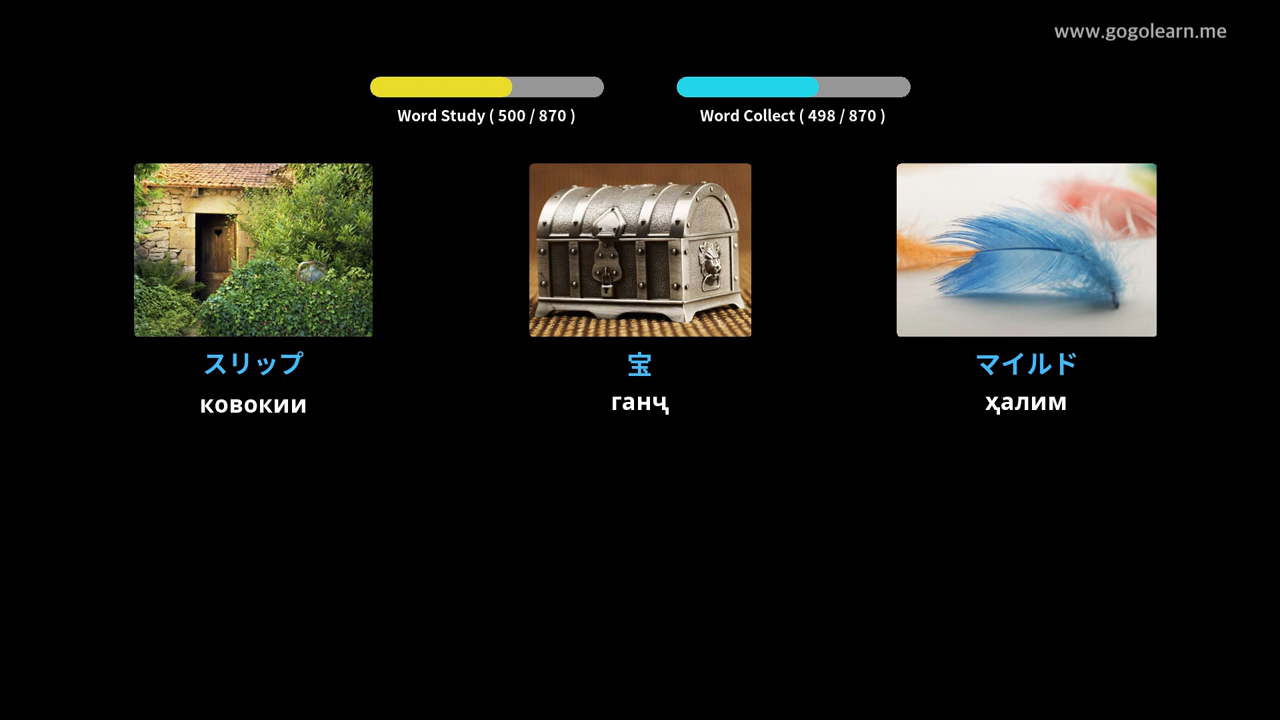 www.gogolearn.me
Word Study ( 500 / 870 )
Word Collect ( 498 / 870 )
スリップ
宝
マイルド
ковокии
ганҷ
ҳалим